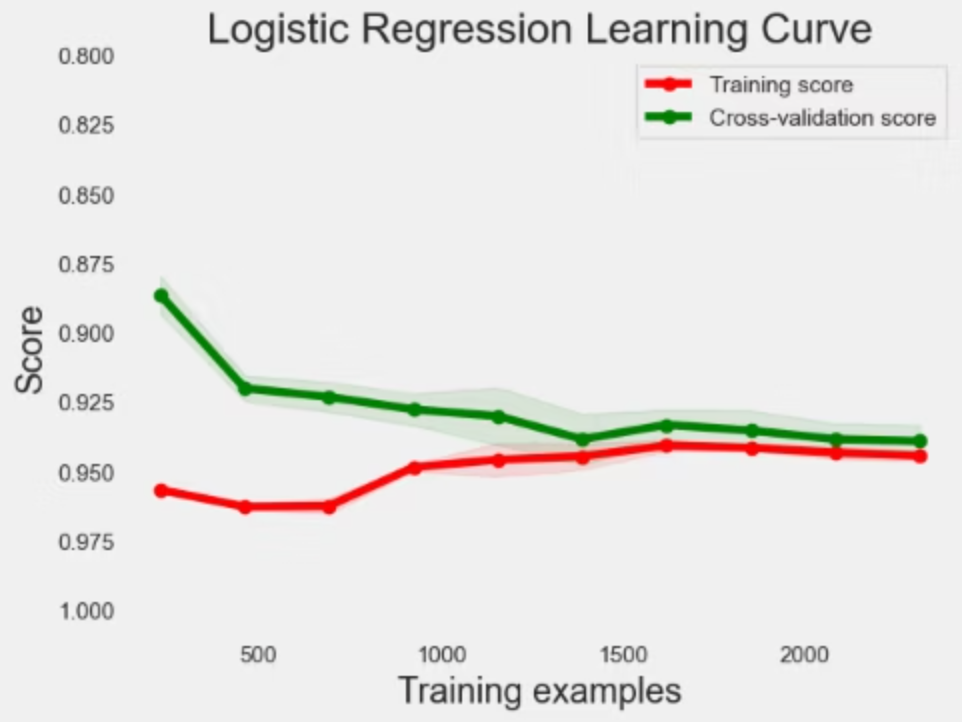 Logistic Regression Learning Curve
0.800
0.825
0.850
0.875
0.900
0.925
0.950
0.975
1.000
Score
Training score
Cross-validation score
500
1000
1500
2000
Training examples